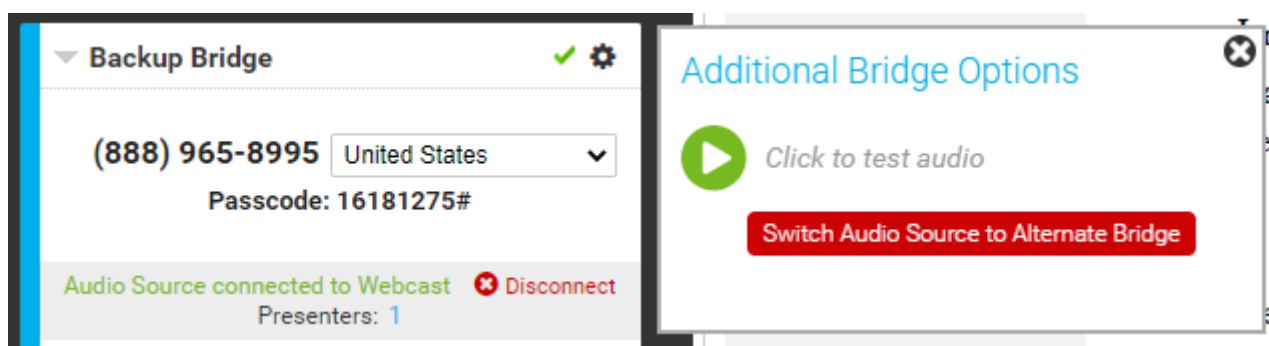 Backup Bridge
(888) 965-8995 United States
Passcode: 16181275#
Audio Source connected to Webcast Disconnect
Presenters: 1
Additional Bridge Options
Click to test audio
Switch Audio Source to Alternate Bridge